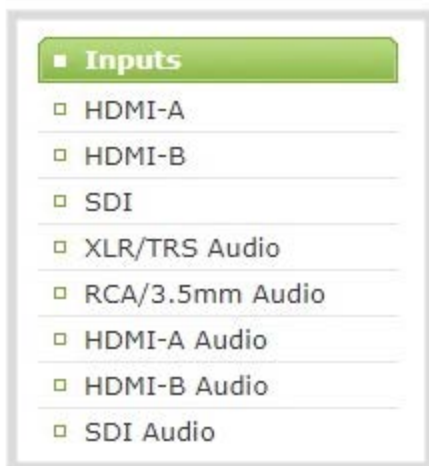 Inputs
HDMI-A
HDMI-B
SDI
XLR/TRS Audio
RCA/3.5mm Audio
HDMI-A Audio
HDMI-B Audio
SDI Audio